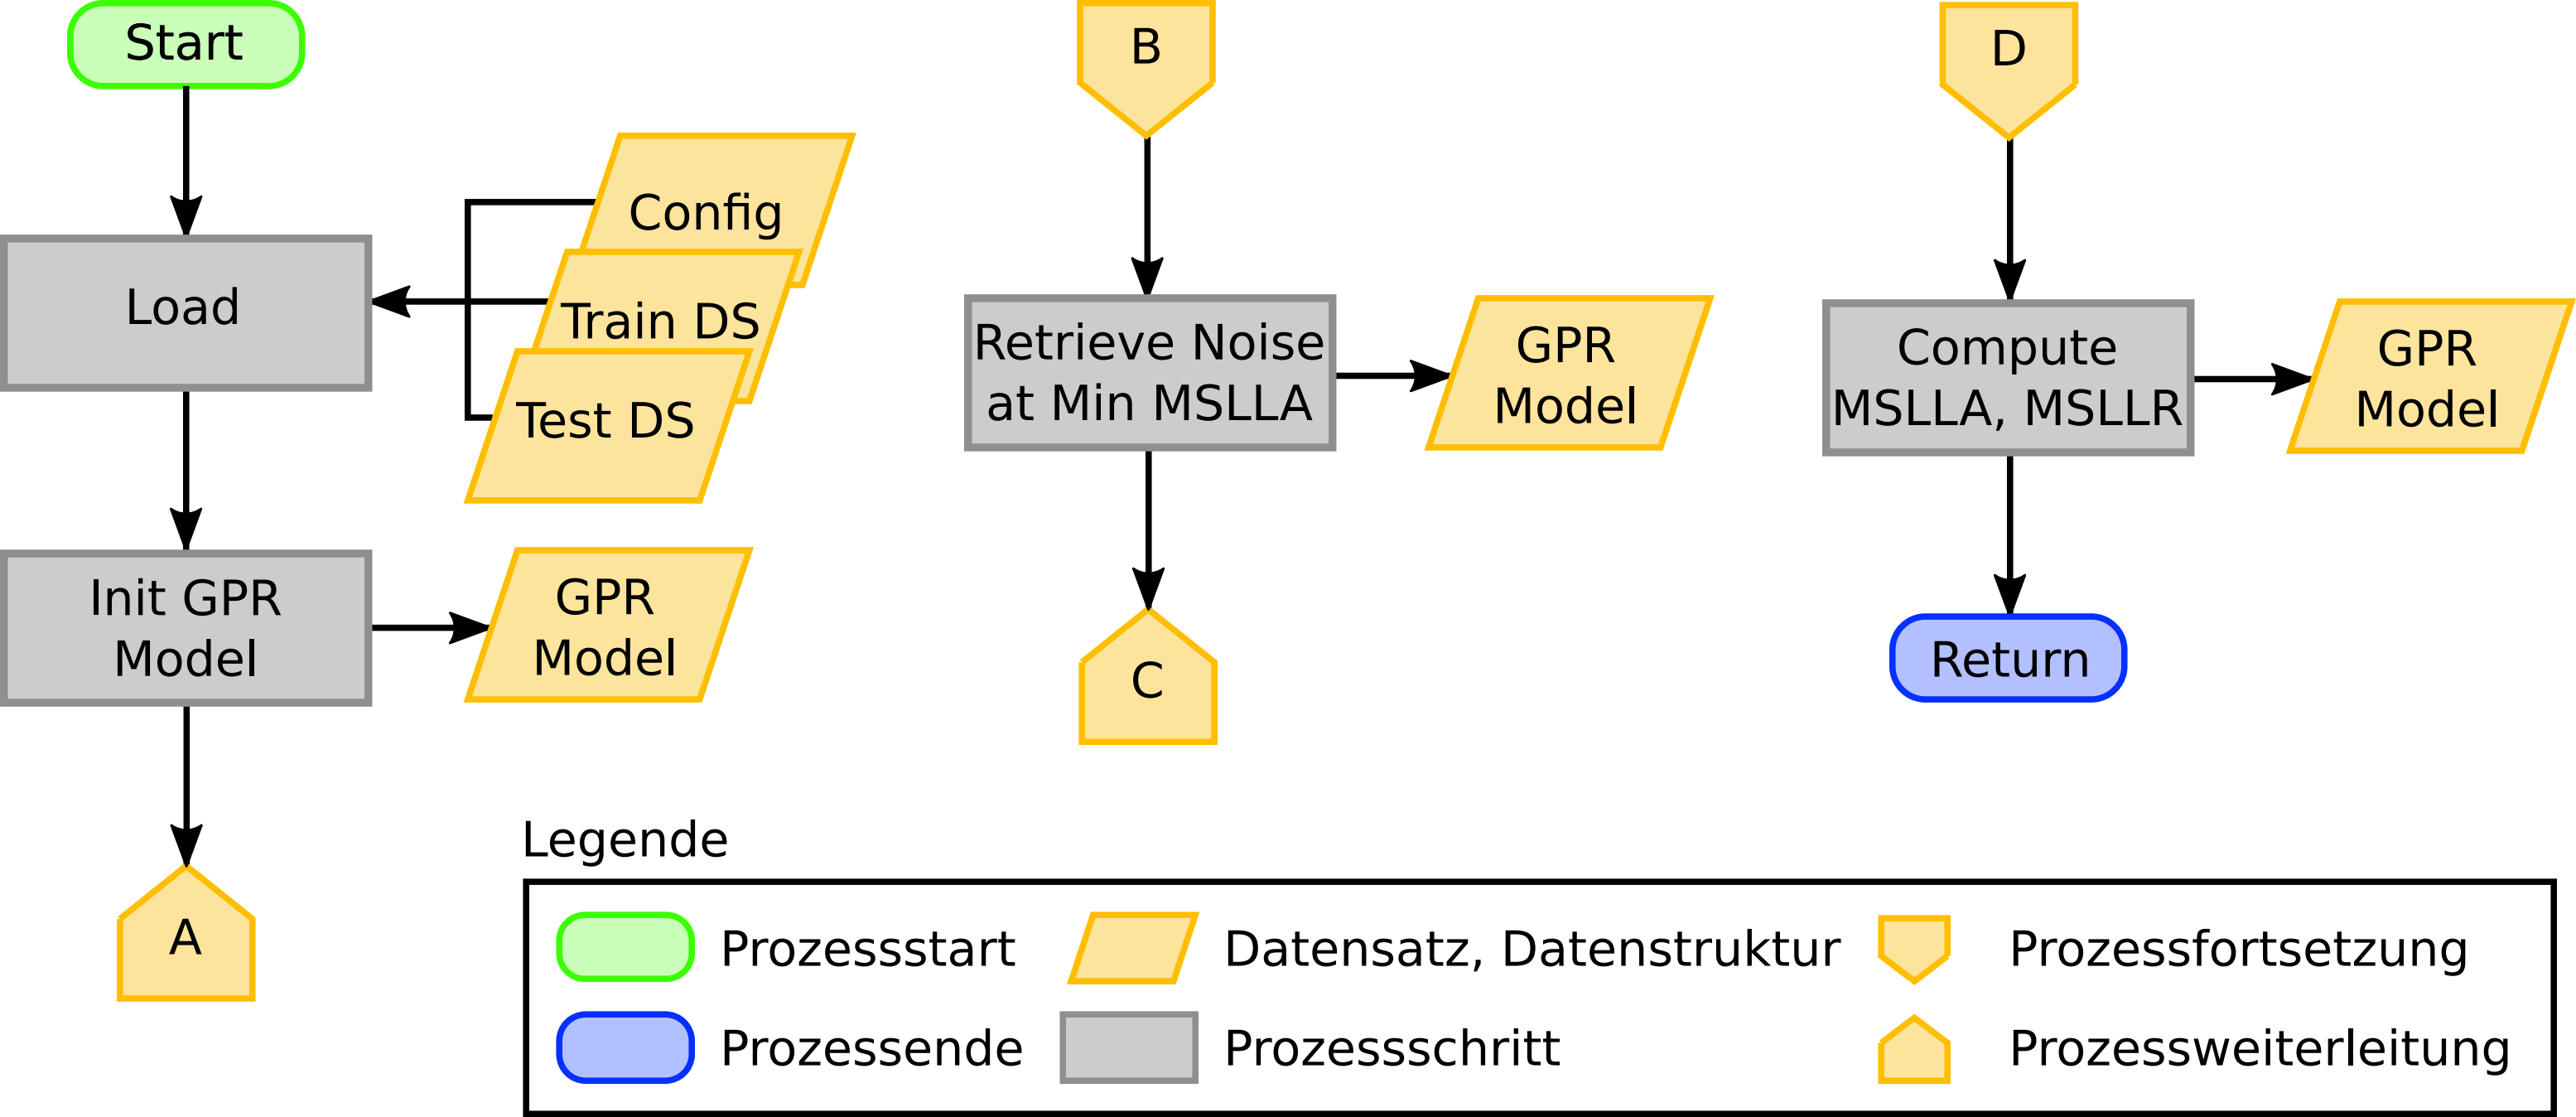 Start
Load
Config
Train DS
Test DS
Init GPR
Model
GPR
Model
A
B
Retrieve Noise
at Min MSLLA
GPR
Model
C
D
Compute
MSLLA, MSLLR
GPR
Model
Return
Legende
Prozessstart
Datensatz, Datenstruktur
Prozessfortsetzung
Prozessende
Prozessschritt
Prozessweiterleitung